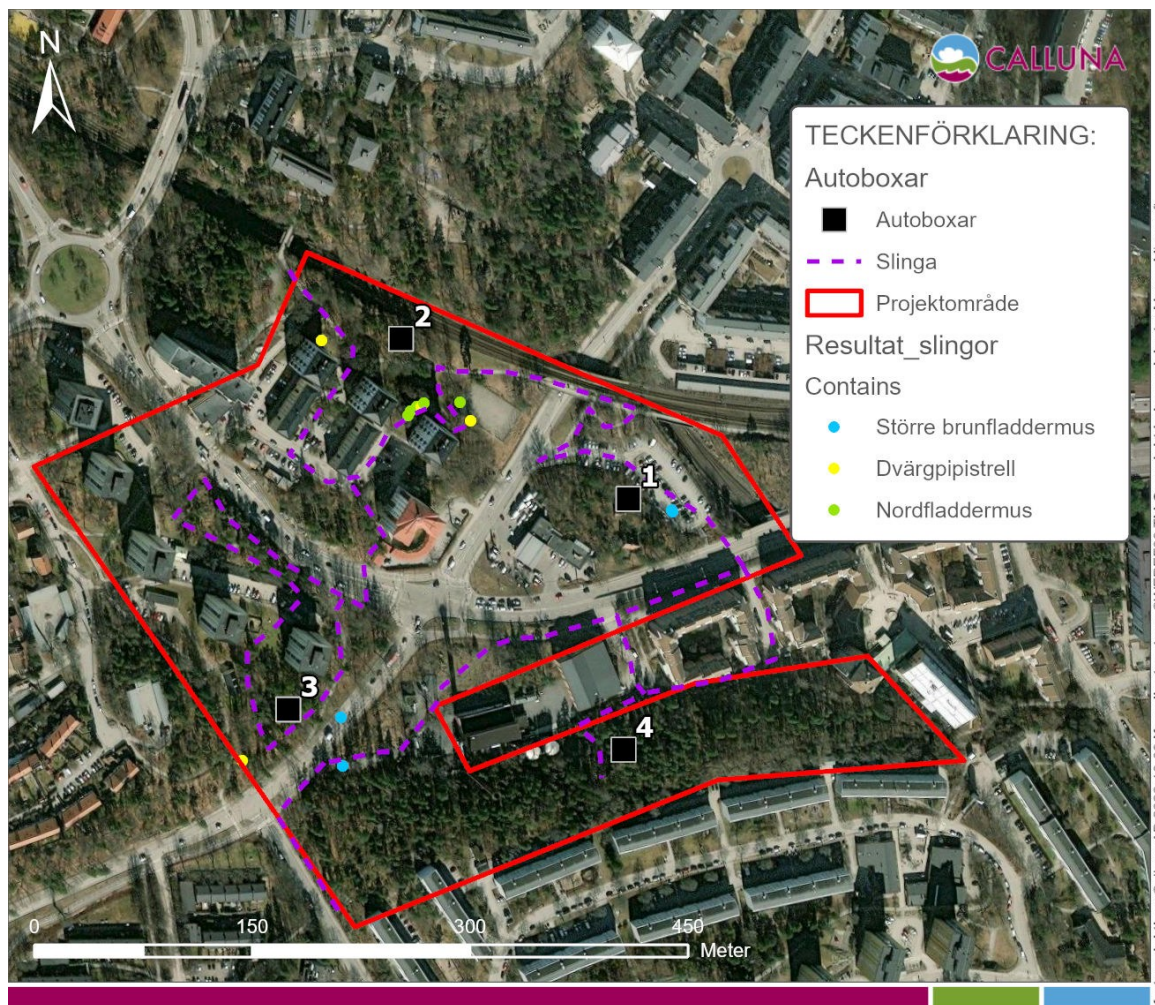 N
CALLUNA
TECKENFÖRKLARING:
Autoboxar
Autoboxar
Slinga
Projektområde
Resultat_slingor
Contains
Större brunfladdermus
Dvärgpipistrell
Nordfladdermus
2
1
3
4
0 150 300 450
Meter